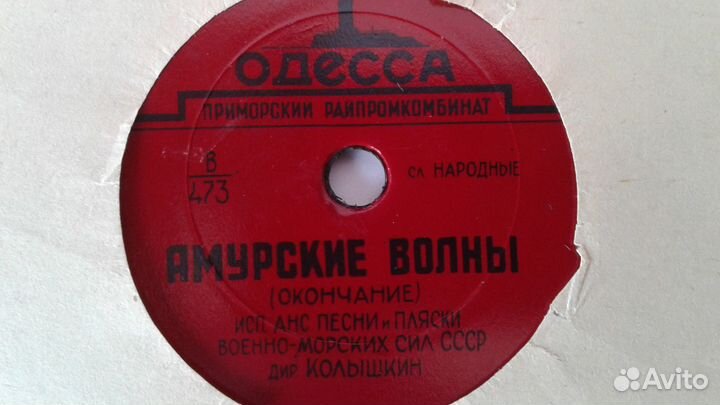 ОДЕССА
ПРИМОРСКИЙ РАЙПРОМКОМБИНАТ
В
473
сл. НАРОДНЫЕ
АМУРСКИЕ ВОЛНЫ
(ОКОНЧАНИЕ)
ИСП. АНС. ПЕСНИ и ПЛЯСКИ
ВОЕННО-МОРСКИХ СИЛ СССР
ДИР. КОЛЫШКИН
Avito